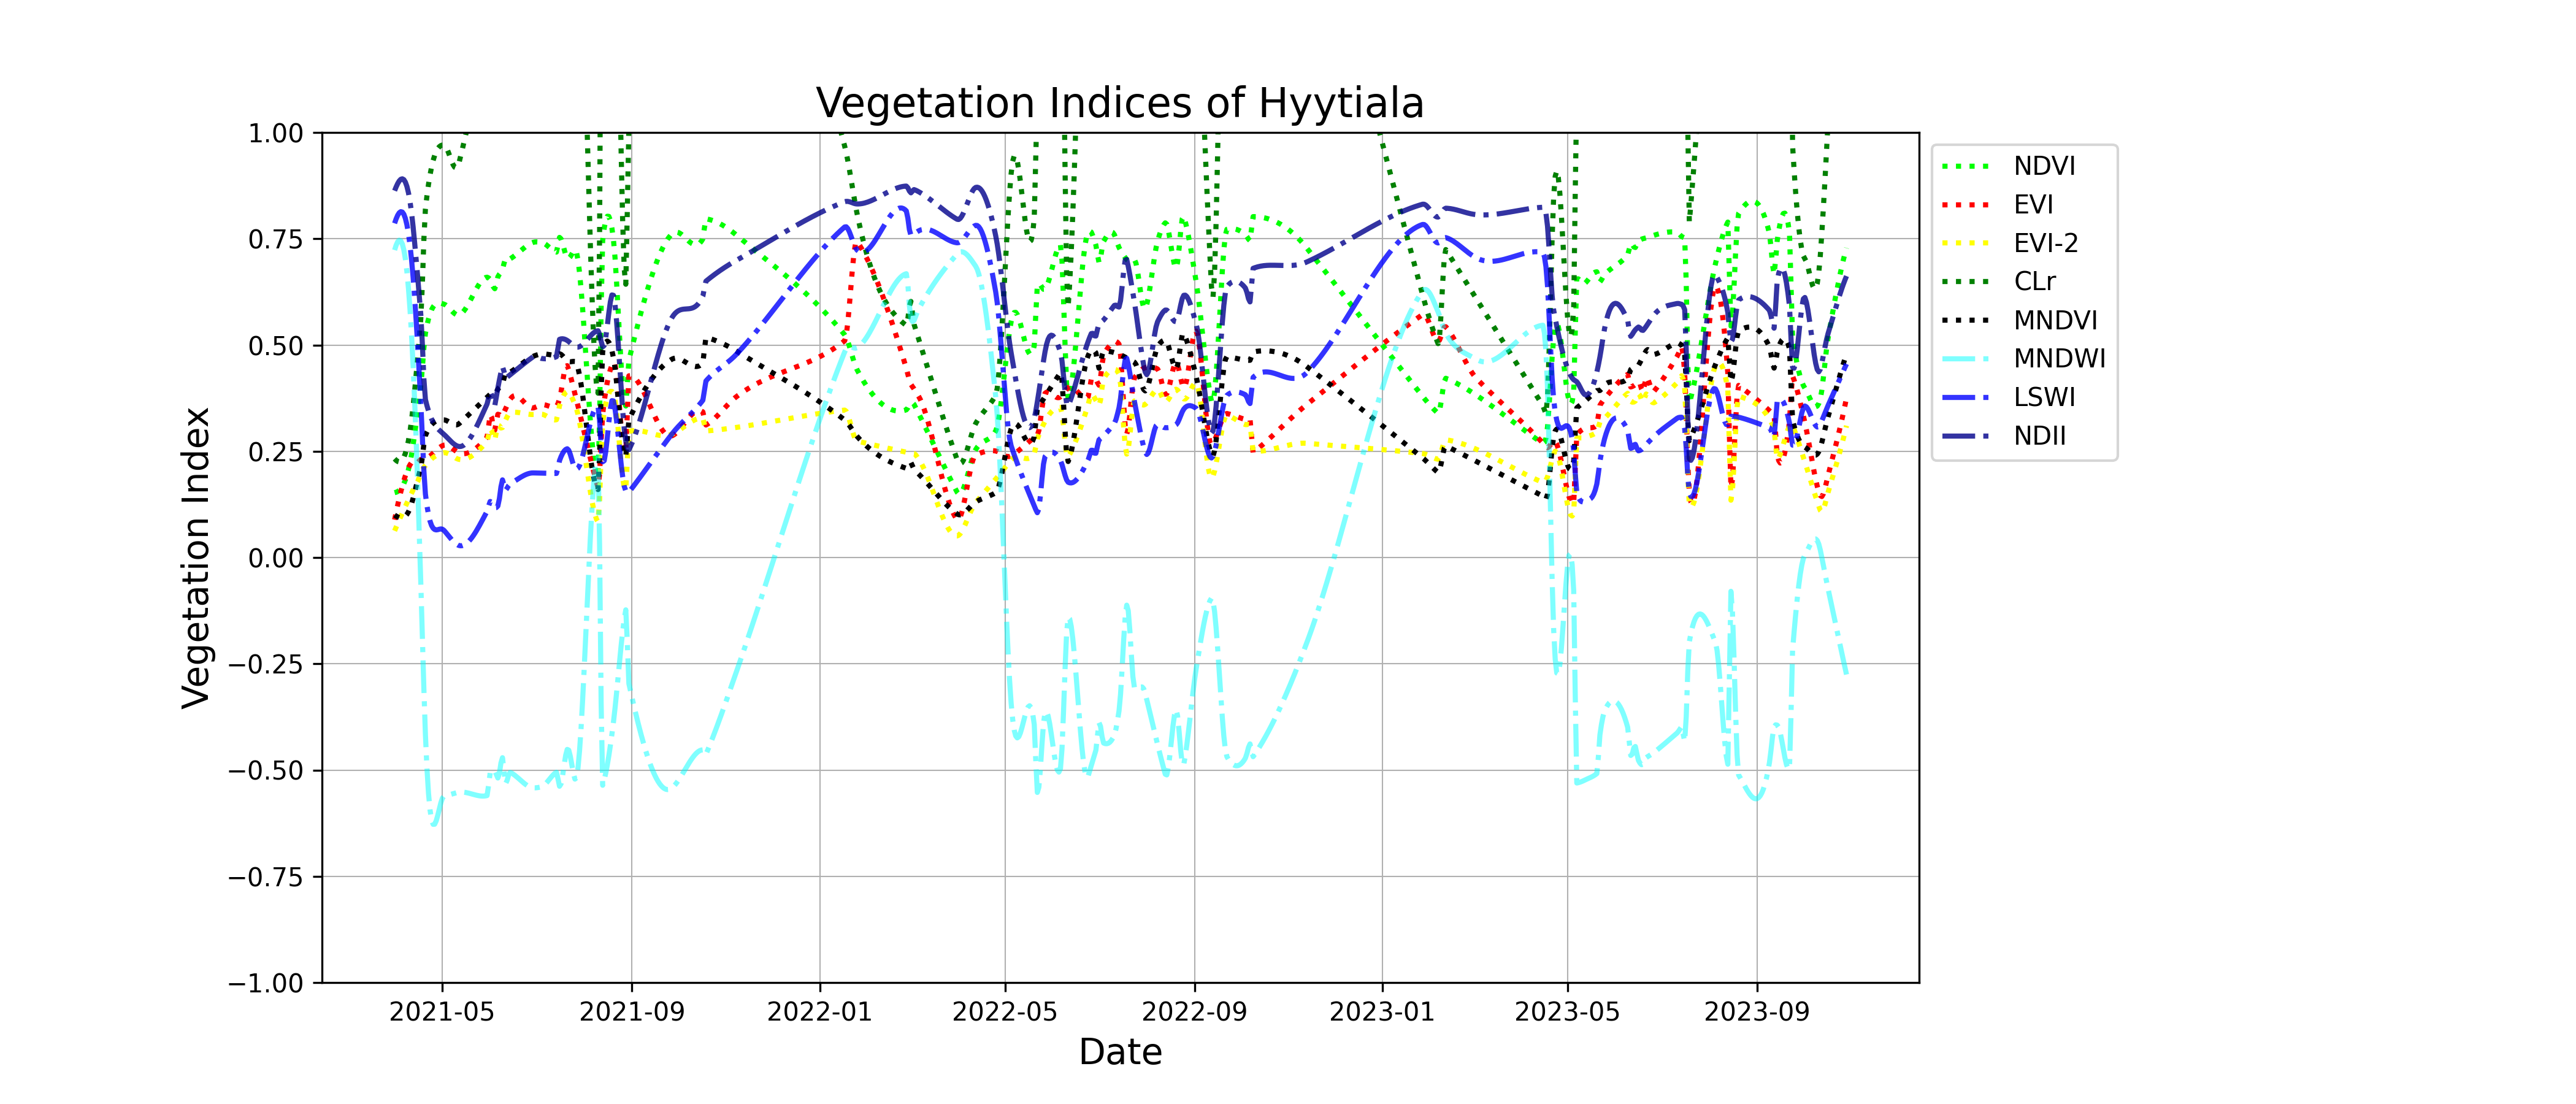 Vegetation Indices of Hyytiala
Vegetation Index
1.00
0.75
0.50
0.25
0.00
−0.25
−0.50
−0.75
−1.00
2021-05
2021-09
2022-01
2022-05
2022-09
2023-01
2023-05
2023-09
Date
NDVI
EVI
EVI-2
CLr
MNDVI
MNDWI
LSWI
NDII